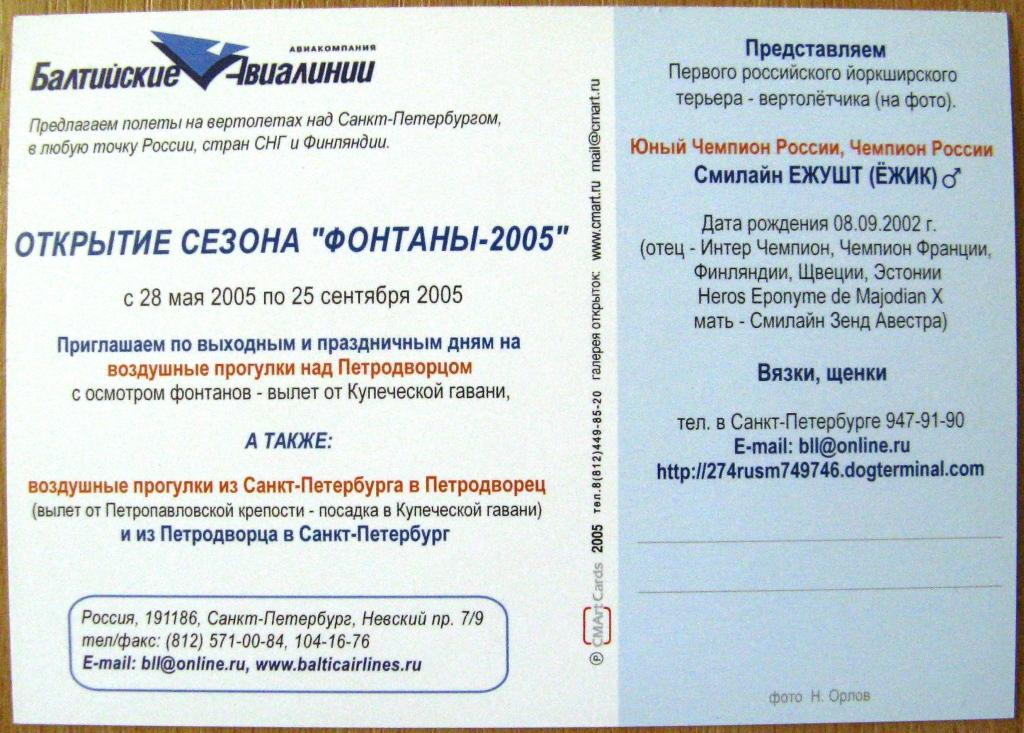 АВИАКОМПАНИЯ
Балтийские Авиалинии
Предлагаем полеты на вертолетах над Санкт-Петербургом,
в любую точку России, стран СНГ и Финляндии.
ОТКРЫТИЕ СЕЗОНА "ФОНТАНЫ-2005"
с 28 мая 2005 по 25 сентября 2005
Приглашаем по выходным и праздничным дням на
воздушные прогулки над Петродворцом
с осмотром фонтанов - вылет от Купеческой гавани,
А ТАКЖЕ:
воздушные прогулки из Санкт-Петербурга в Петродворец
(вылет от Петропавловской крепости - посадка в Купеческой гавани)
и из Петродворца в Санкт-Петербург
Россия, 191186, Санкт-Петербург, Невский пр. 7/9
тел/факс: (812) 571-00-84, 104-16-76
E-mail: bll@online.ru, www.balticairlines.ru
℗ CMArt Cards 2005 тел.8(812)449-85-20 галерея открыток: www.cmart.ru mail@cmart.ru
Представляем
Первого российского йоркширского
терьера - вертолётчика (на фото).
Юный Чемпион России, Чемпион России
Смилайн ЕЖУШТ (ЁЖИК)♂
Дата рождения 08.09.2002 г.
(отец - Интер Чемпион, Чемпион Франции,
Финляндии, Щвеции, Эстонии
Heros Eponyme de Majodian X
мать - Смилайн Зенд Авестра)
Вязки, щенки
тел. в Санкт-Петербурге 947-91-90
E-mail: bll@online.ru
http://274rusm749746.dogterminal.com
фото Н. Орлов